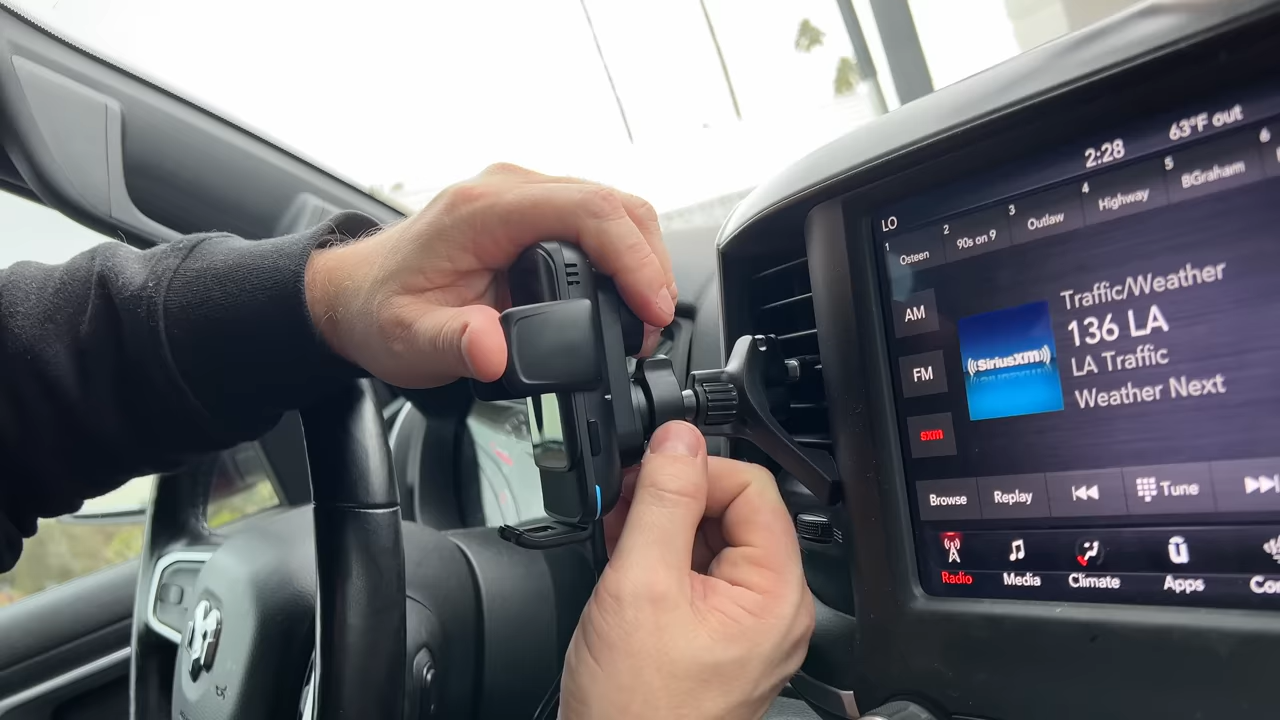 2:28 63°F out
LO
1 Osteen
2 90s on 9
3 Outlaw
4 Highway
5 BGraham
6
AM
FM
sxm
((SiriusXM))
Traffic/Weather
136 LA
LA Traffic
Weather Next
Browse Replay Tune
Radio Media Climate Apps